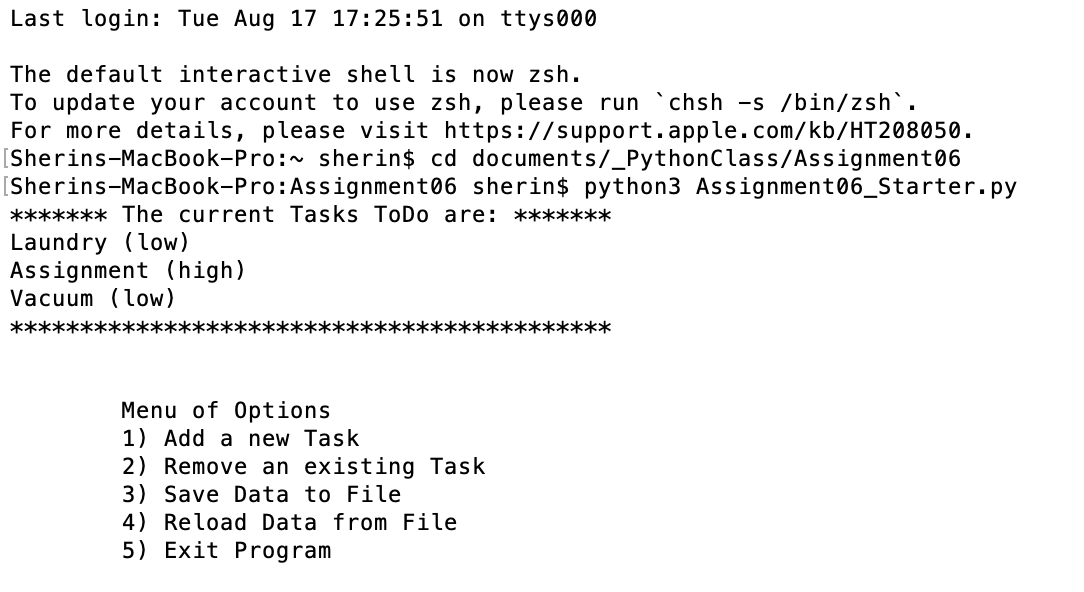 Last login: Tue Aug 17 17:25:51 on ttys000
The default interactive shell is now zsh.
To update your account to use zsh, please run `chsh -s /bin/zsh`.
For more details, please visit https://support.apple.com/kb/HT208050.
[Sherins-MacBook-Pro:~ sherin$ cd documents/_PythonClass/Assignment06
[Sherins-MacBook-Pro:Assignment06 sherin$ python3 Assignment06_Starter.py
******* The current Tasks ToDo are: *******
Laundry (low)
Assignment (high)
Vacuum (low)
*******************************************
Menu of Options
1) Add a new Task
2) Remove an existing Task
3) Save Data to File
4) Reload Data from File
5) Exit Program